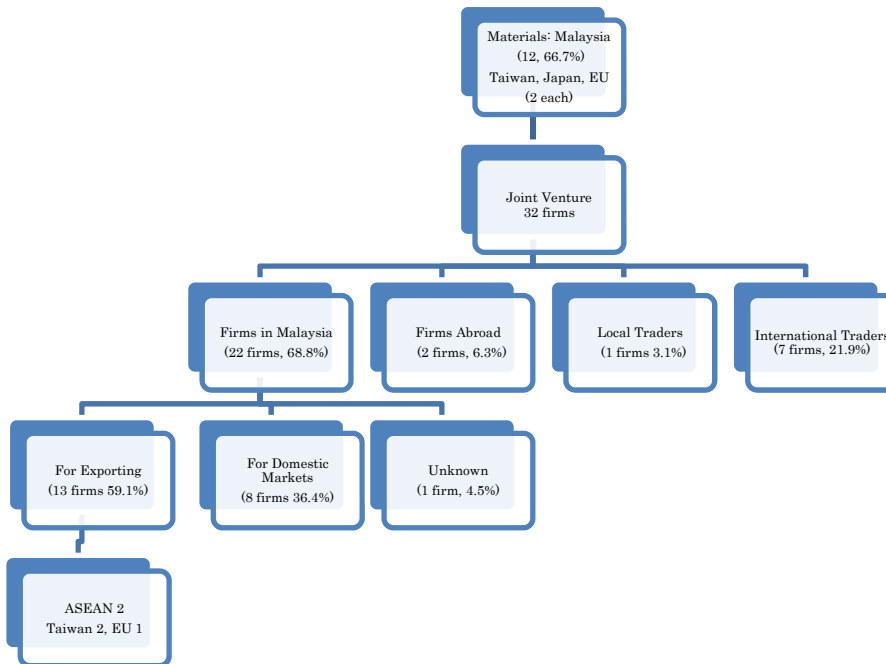 Materials: Malaysia
(12, 66.7%)
Taiwan, Japan, EU
(2 each)
Joint Venture
32 firms
Firms in Malaysia
(22 firms, 68.8%)
Firms Abroad
(2 firms, 6.3%)
Local Traders
(1 firms 3.1%)
International Traders
(7 firms, 21.9%)
For Exporting
(13 firms 59.1%)
For Domestic
Markets
(8 firms 36.4%)
Unknown
(1 firm, 4.5%)
ASEAN 2
Taiwan 2, EU 1